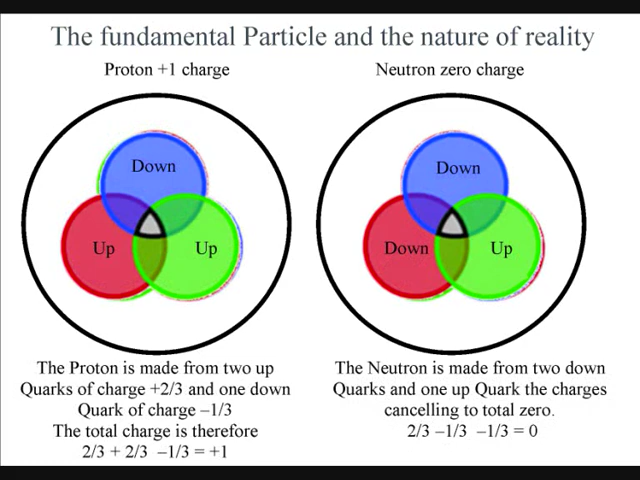 The fundamental Particle and the nature of reality
Proton +1 charge
Down
Up
Up
The Proton is made from two up
Quarks of charge +2/3 and one down
Quark of charge –1/3
The total charge is therefore
2/3 + 2/3  –1/3 = +1
Neutron zero charge
Down
Down
Up
The Neutron is made from two down
Quarks and one up Quark the charges
cancelling to total zero.
2/3 –1/3  –1/3 = 0